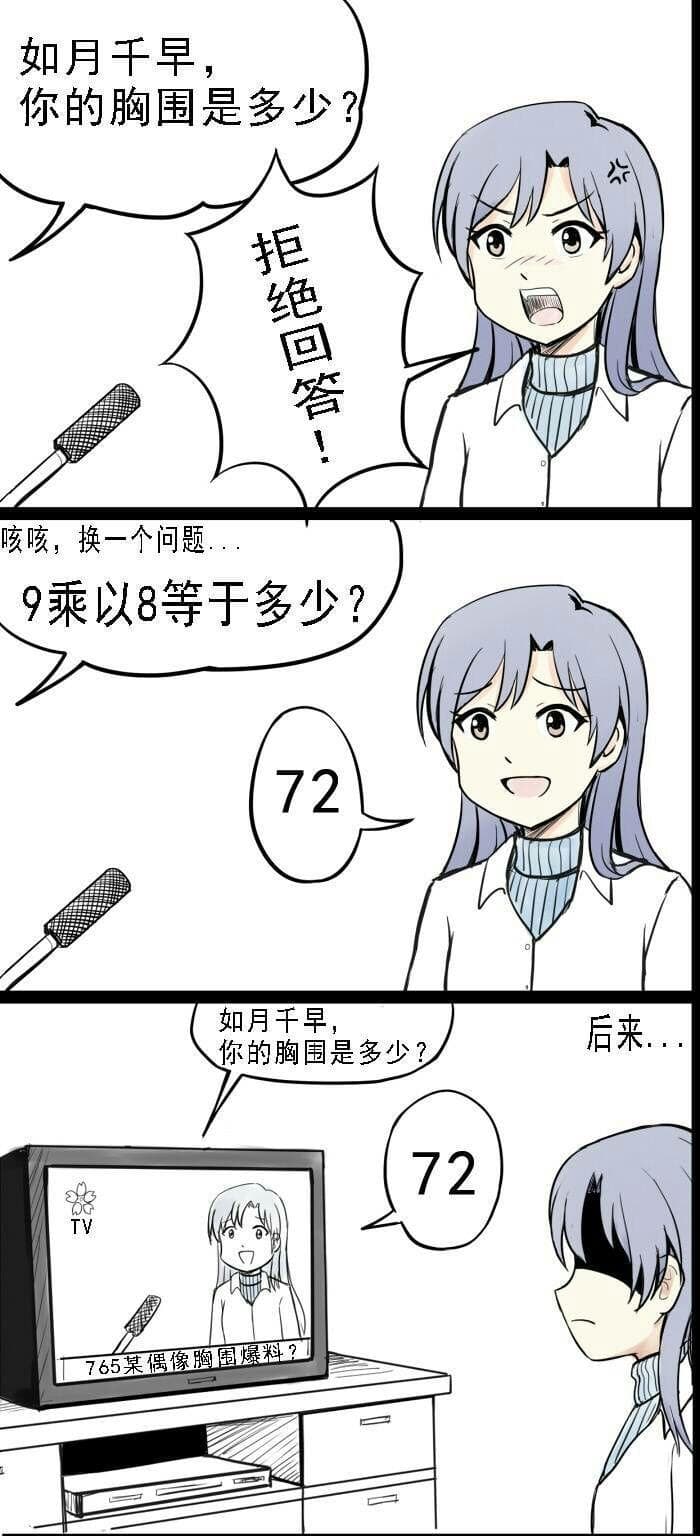 如月千早，
你的胸围是多少？
拒绝回答！
咳咳，换一个问题...
9乘以8等于多少？
72
后来...
如月千早，
你的胸围是多少？
72
TV
765某偶像胸围爆料？